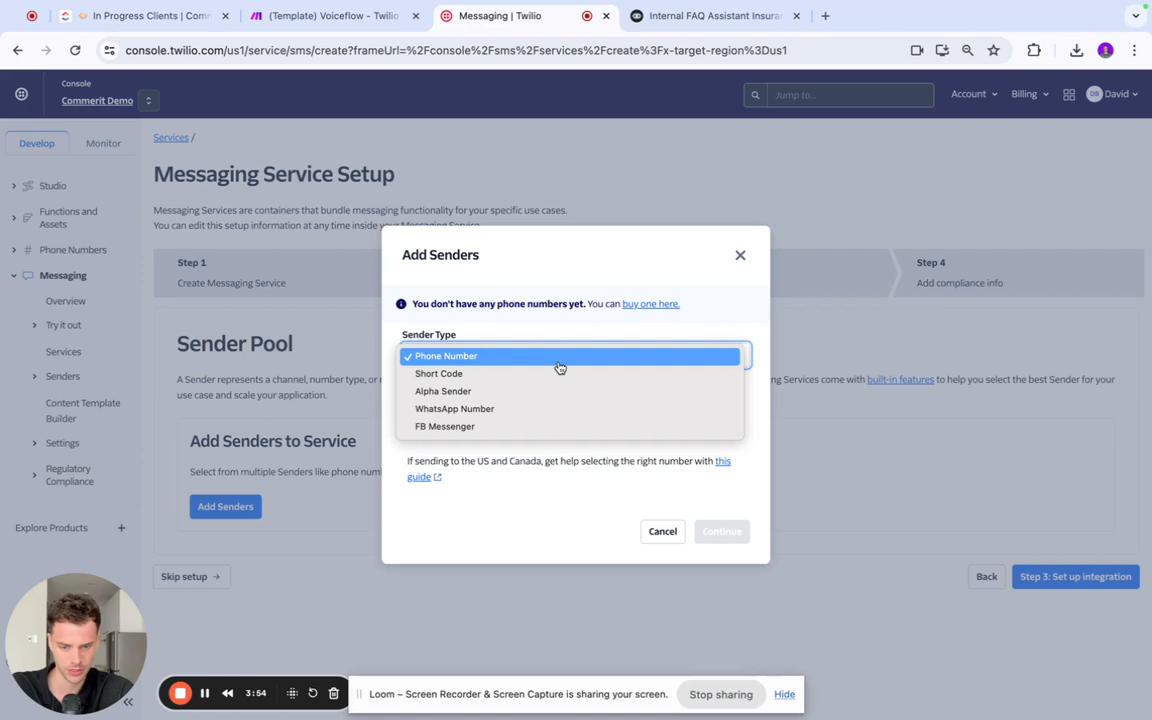 In Progress Clients | Comm
(Template) Voiceflow - Twilio
Messaging | Twilio
Internal FAQ Assistant Insurar
console.twilio.com/us1/service/sms/create?frameUrl=%2Fconsole%2Fsms%2Fservices%2Fcreate%3Fx-target-region%3Dus1
Console
Commerit Demo
Jump to...
Account
Billing
DB
David
Develop
Monitor
Studio
Functions and
Assets
Phone Numbers
Messaging
Overview
Try it out
Services
Senders
Content Template
Builder
Settings
Regulatory
Compliance
Explore Products
Services /
Messaging Service Setup
Messaging Services are containers that bundle messaging functionality for your specific use cases.
You can edit this setup information at any time inside your Messaging Service.
Step 1
Create Messaging Service
Step 4
Add compliance info
Sender Pool
A Sender represents a channel, number type, or
ng Services come with built-in features to help you select the best Sender for your
use case and scale your application.
Add Senders to Service
Select from multiple Senders like phone num
Add Senders
Skip setup
Back
Step 3: Set up integration
Add Senders
You don't have any phone numbers yet. You can buy one here.
Sender Type
Phone Number
Short Code
Alpha Sender
WhatsApp Number
FB Messenger
If sending to the US and Canada, get help selecting the right number with this
guide
Cancel
Continue
3:54
Loom – Screen Recorder & Screen Capture is sharing your screen.
Stop sharing
Hide